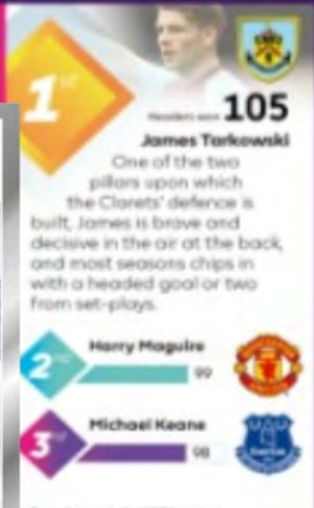 1ST
Headers won 105
James Tarkowski
One of the two
pillars upon which
the Clarets' defence is
built, James is brave and
decisive in the air at the back,
and most seasons chips in
with a headed goal or two
from set-plays.
2ND
Harry Maguire
99
3RD
Michael Keane
98